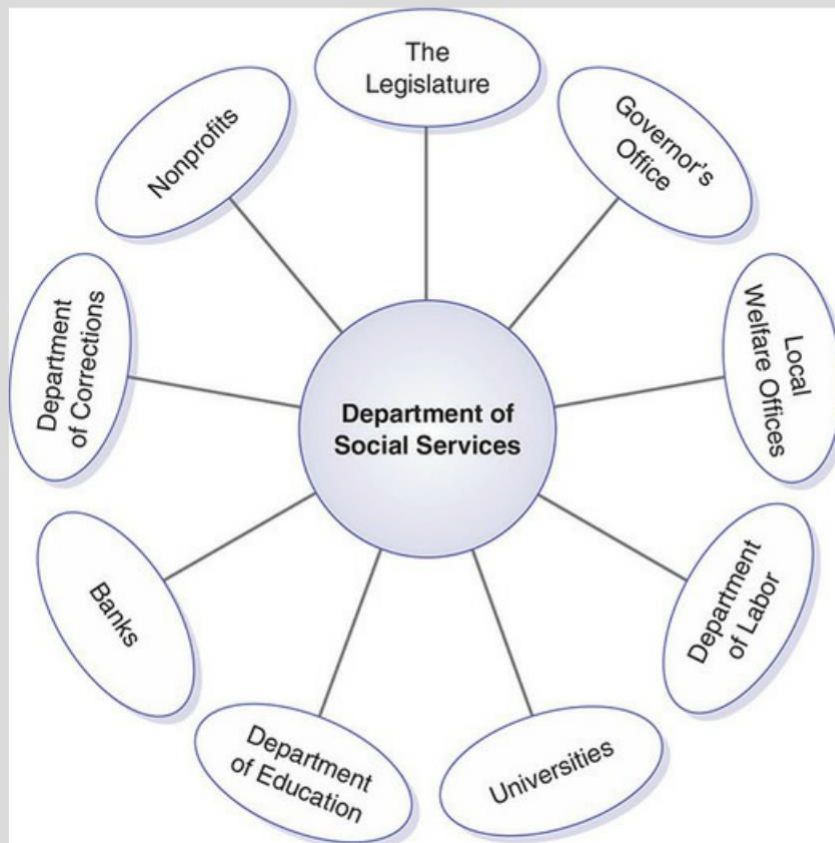 The
Legislature
Governor's
Office
Local
Welfare Offices
Department
of Labor
Universities
Department
of Education
Banks
Department
of Corrections
Nonprofits
Department of
Social Services